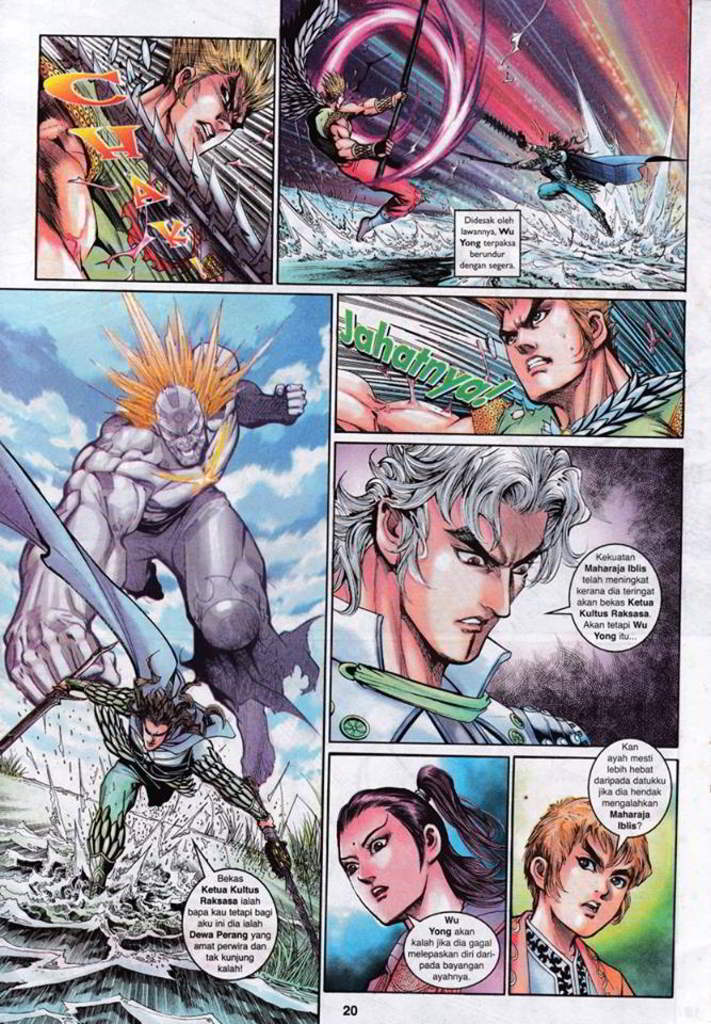 CHAK!
Didesak oleh
lawannya, Wu
Yong terpaksa
berundur
dengan segera.
Jahatnya!
Kekuatan
Maharaja Iblis
telah meningkat
kerana dia teringat
akan bekas Ketua
Kultus Raksasa.
Akan tetapi Wu
Yong itu...
Bekas
Ketua Kultus
Raksasa ialah
bapa kau tetapi bagi
aku ini dia ialah
Dewa Perang yang
amat perwira dan
tak kunjung
kalah!
Wu
Yong akan
kalah jika dia gagal
melepaskan diri dari-
pada bayangan
ayahnya.
Kan
ayah mesti
lebih hebat
daripada datukku
jika dia hendak
mengalahkan
Maharaja
Iblis?
20